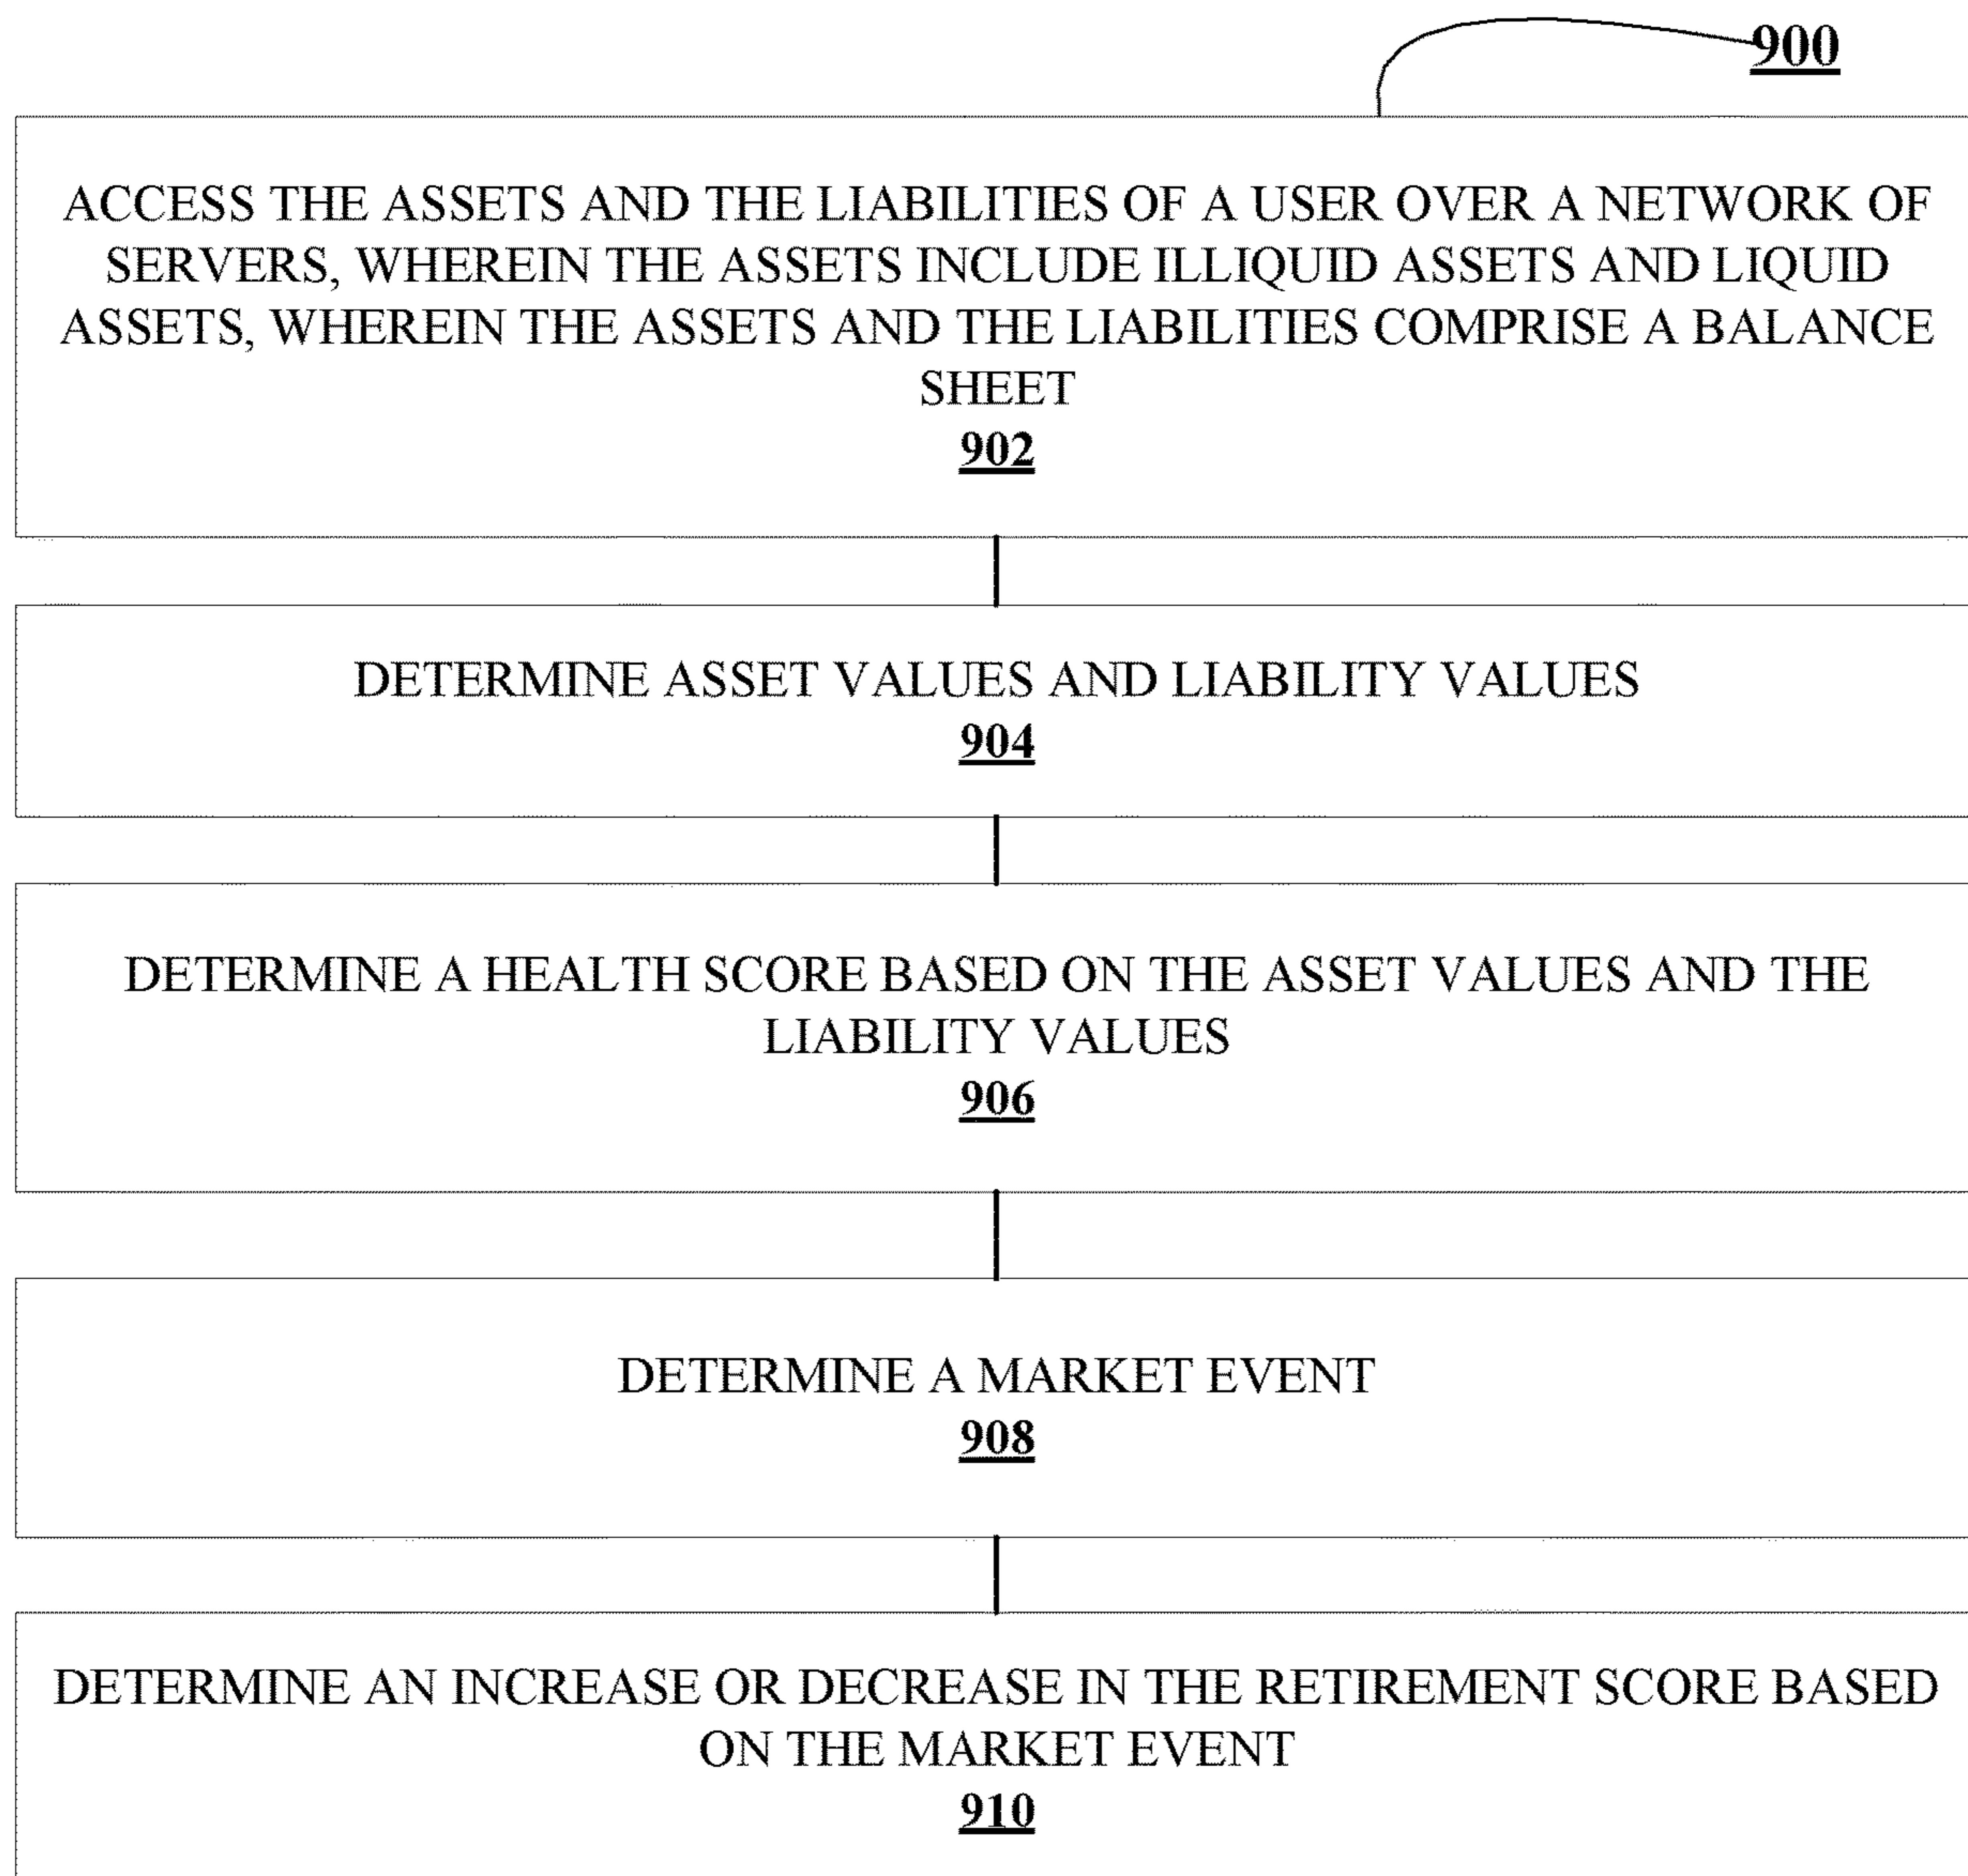 900
ACCESS THE ASSETS AND THE LIABILITIES OF A USER OVER A NETWORK OF
SERVERS, WHEREIN THE ASSETS INCLUDE ILLIQUID ASSETS AND LIQUID
ASSETS, WHEREIN THE ASSETS AND THE LIABILITIES COMPRISE A BALANCE
SHEET
902
DETERMINE ASSET VALUES AND LIABILITY VALUES
904
DETERMINE A HEALTH SCORE BASED ON THE ASSET VALUES AND THE
LIABILITY VALUES
906
DETERMINE A MARKET EVENT
908
DETERMINE AN INCREASE OR DECREASE IN THE RETIREMENT SCORE BASED
ON THE MARKET EVENT
910